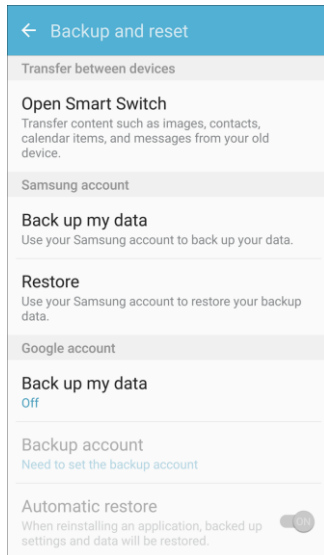 Backup and reset
Transfer between devices
Open Smart Switch
Transfer content such as images, contacts,
calendar items, and messages from your old
device.
Samsung account
Back up my data
Use your Samsung account to back up your data.
Restore
Use your Samsung account to restore your backup
data.
Google account
Back up my data
Off
Backup account
Need to set the backup account
Automatic restore
When reinstalling an application, backed up
settings and data will be restored.
ON